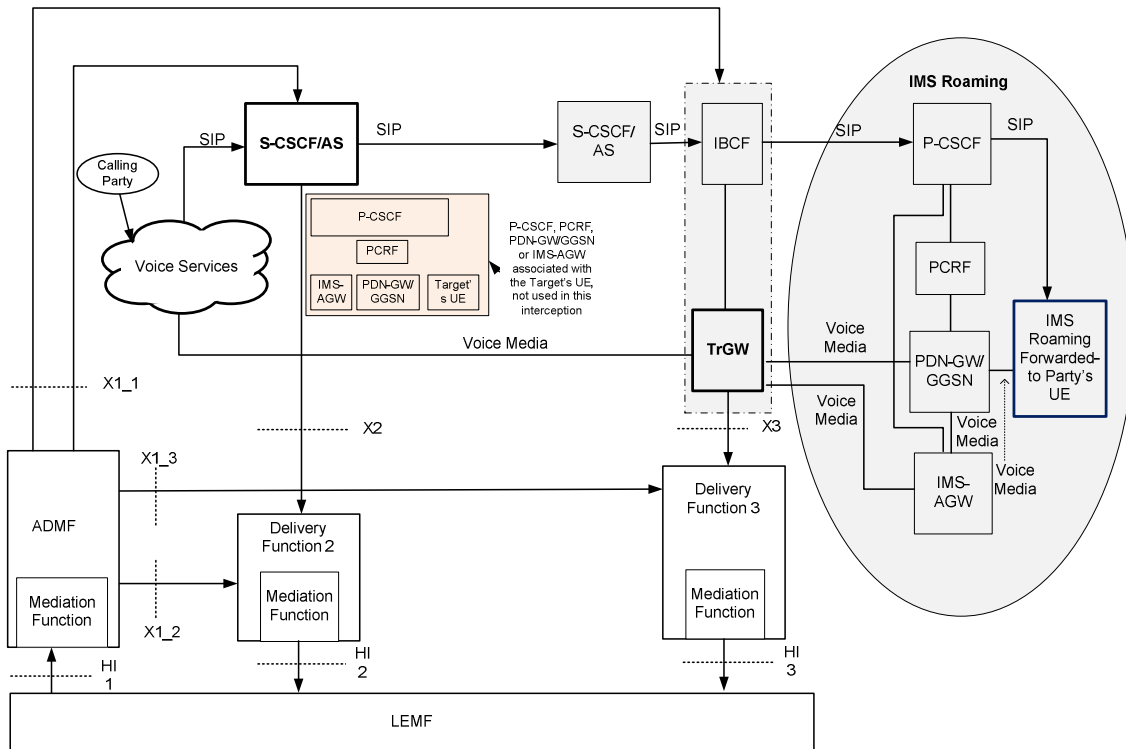 IMS Roaming
SIP
S-CSCF/AS
SIP
S-CSCF/
AS
SIP
IBCF
SIP
P-CSCF
SIP
Calling
Party
Voice Services
P-CSCF
PCRF
IMS-
AGW
PDN-GW/
GGSN
Target'
s UE
P-CSCF, PCRF,
PDN-GW/GGSN
or IMS-AGW
associated with
the Target's UE,
not used in this
interception
PCRF
Voice Media
TrGW
Voice
Media
PDN-GW/
GGSN
IMS
Roaming
Forwarded-
to Party's
UE
Voice
Media
Voice
Media
Voice
Media
IMS-
AGW
X1_1
X2
X3
X1_3
ADMF
Mediation
Function
Delivery
Function 2
Mediation
Function
Delivery
Function 3
Mediation
Function
X1_2
HI
1
HI
2
HI
3
LEMF